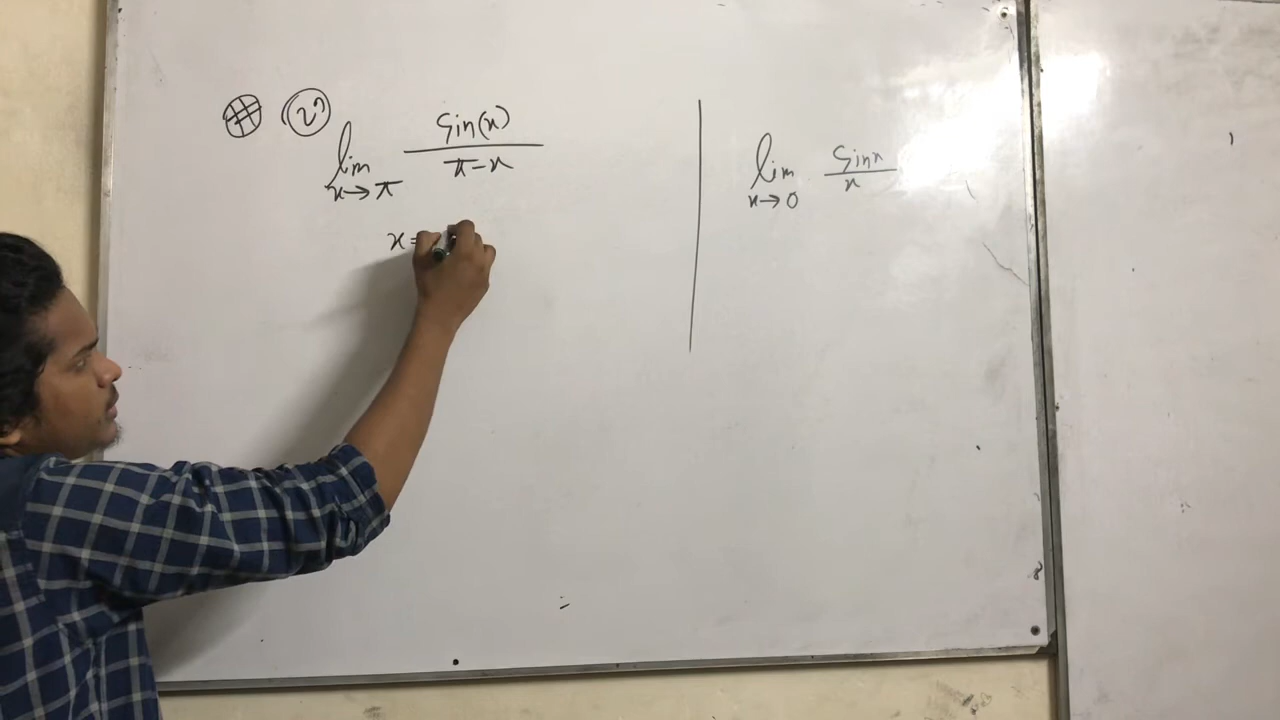 # (2)
lim x→π sin(x) / π-x
x =
lim x→0 sinx / x